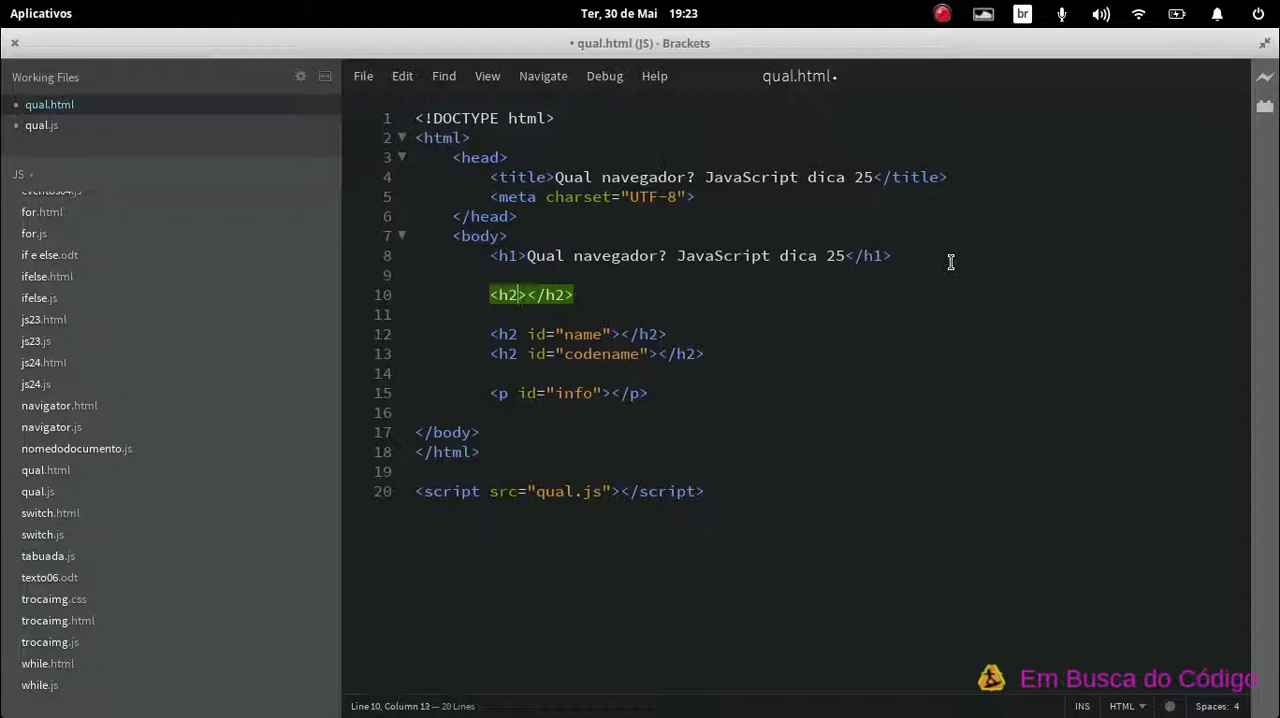 Aplicativos
Ter, 30 de Mai 19:23
br
• qual.html (JS) - Brackets
Working Files
qual.html
qual.js
JS
eventos04.js
for.html
for.js
if e else.odt
ifelse.html
ifelse.js
js23.html
js23.js
js24.html
js24.js
navigator.html
navigator.js
nomedodocumento.js
qual.html
qual.js
switch.html
switch.js
tabuada.js
texto06.odt
trocaimg.css
trocaimg.html
trocaimg.js
while.html
while.js
File Edit Find View Navigate Debug Help
qual.html •
1 <!DOCTYPE html>
2 <html>
3 <head>
4 <title>Qual navegador? JavaScript dica 25</title>
5 <meta charset="UTF-8">
6 </head>
7 <body>
8 <h1>Qual navegador? JavaScript dica 25</h1>
9
10 <h2></h2>
11
12 <h2 id="name"></h2>
13 <h2 id="codename"></h2>
14
15 <p id="info"></p>
16
17 </body>
18 </html>
19
20 <script src="qual.js"></script>
Em Busca do Código
Line 10, Column 13 — 20 Lines
INS
HTML
Spaces: 4